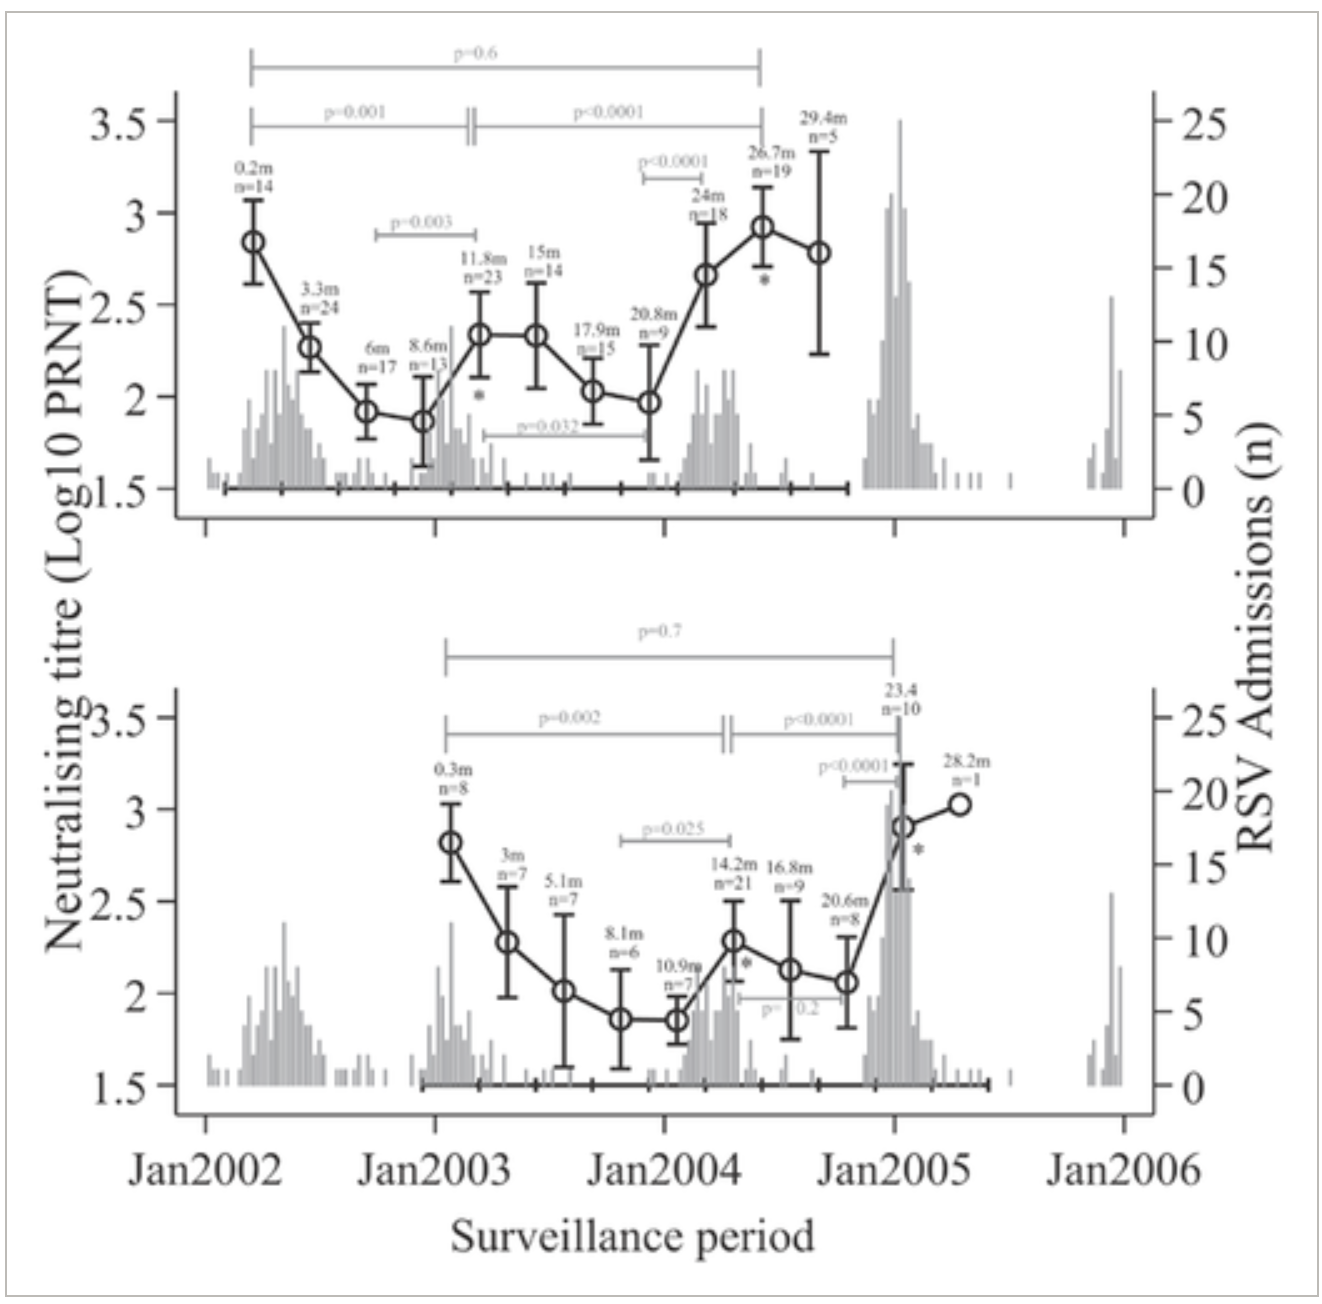 p=0.6
p=0.001
p<0.0001
3.5
25
29.4m
n=5
0.2m
n=14
p<0.0001
26.7m
n=19
3
20
24m
n=18
p=0.003
11.8m
n=23
15m
n=14
15
3.3m
n=24
2.5
20.8m
n=9
17.9m
n=15
10
6m
n=17
8.6m
n=13
*
*
2
5
p=0.032
1.5
0
Neutralising titre (Log10 PRNT)
RSV Admissions (n)
p=0.7
23.4
n=10
3.5
25
p=0.002
p<0.0001
0.3m
n=8
p<0.0001
28.2m
n=1
3
20
p=0.025
3m
n=7
14.2m
n=21
16.8m
n=9
*
15
5.1m
n=7
2.5
20.6m
n=8
10
8.1m
n=6
10.9m
n=7
*
2
5
1.5
0
Jan2002 Jan2003 Jan2004 Jan2005 Jan2006
Surveillance period